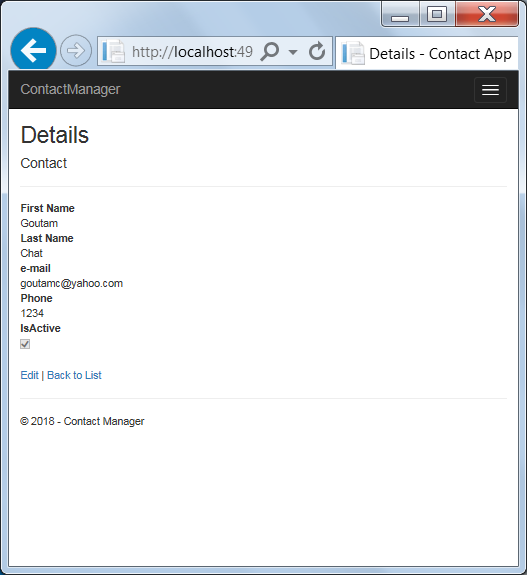 http://localhost:49
Details - Contact App
ContactManager
Details
Contact
First Name
Goutam
Last Name
Chat
e-mail
goutamc@yahoo.com
Phone
1234
IsActive
Edit | Back to List
© 2018 - Contact Manager